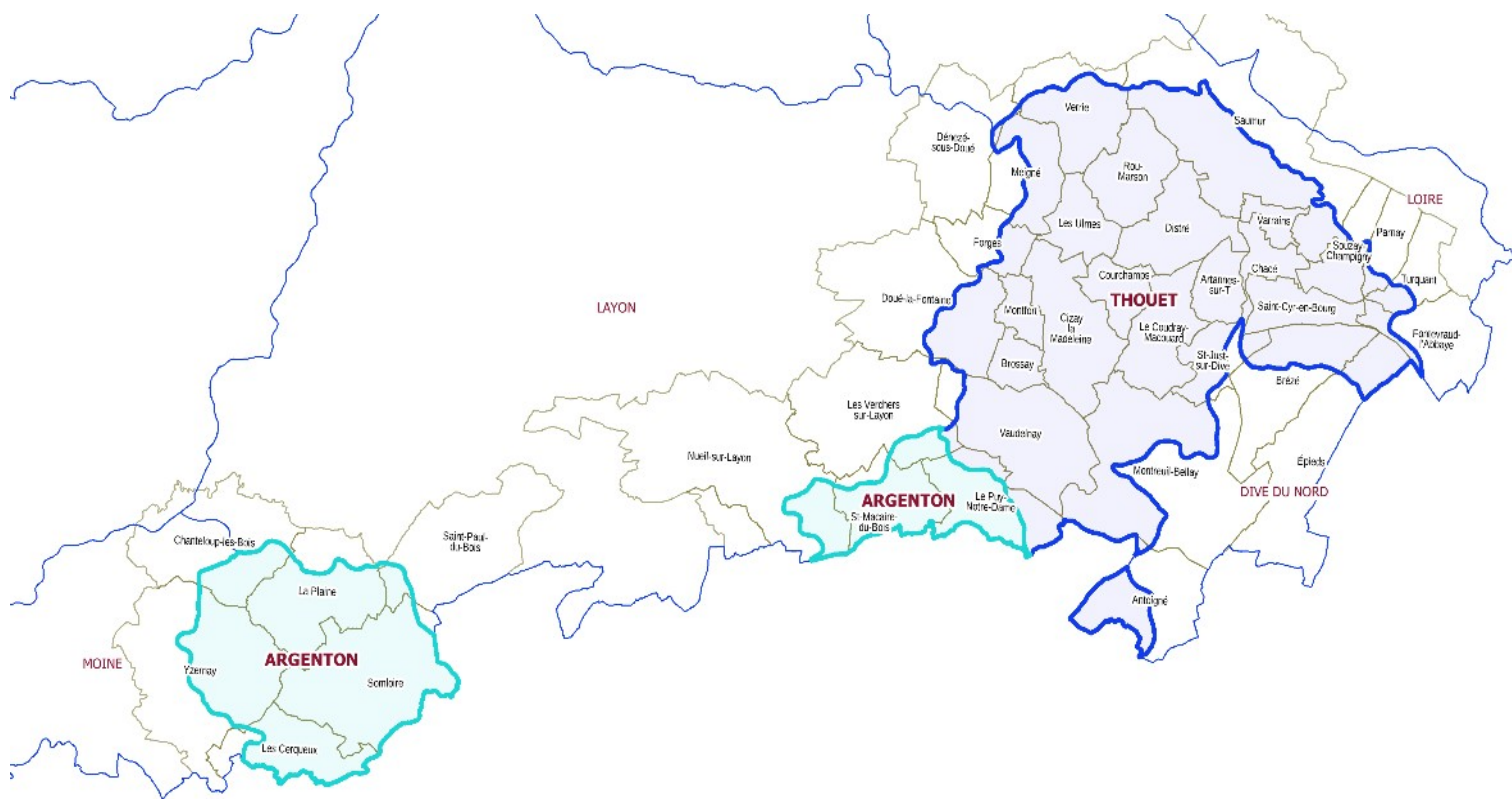 Verrie
Saumur
Dénezé-
sous-Doué
Meigné
Rou-
Marson
LOIRE
Les Ulmes
Distré
Varrains
Parnay
Forges
Souzay
Champigny
Chacé
Turquant
Courchamps
Artannes-
sur-T
Doué-la-Fontaine
THOUET
LAYON
Montfort
Cizay
la
Madeleine
Saint-Cyr-en-Bourg
Le Coudray-
Macouard
Fontevraud-
l'Abbaye
St-Just-
sur-Dive
Brossay
Brézé
Les Verchers
sur-Layon
Vaudelnay
Nueil-sur-Layon
Montreuil-Bellay
Épieds
DIVE DU NORD
ARGENTON
Le Puy-
Notre-Dame
St-Macaire-
du-Bois
Chanteloup-les-Bois
Saint-Paul-
du-Bois
La Plaine
Antoigné
MOINE
Yzernay
ARGENTON
Somloire
Les Cerqueux